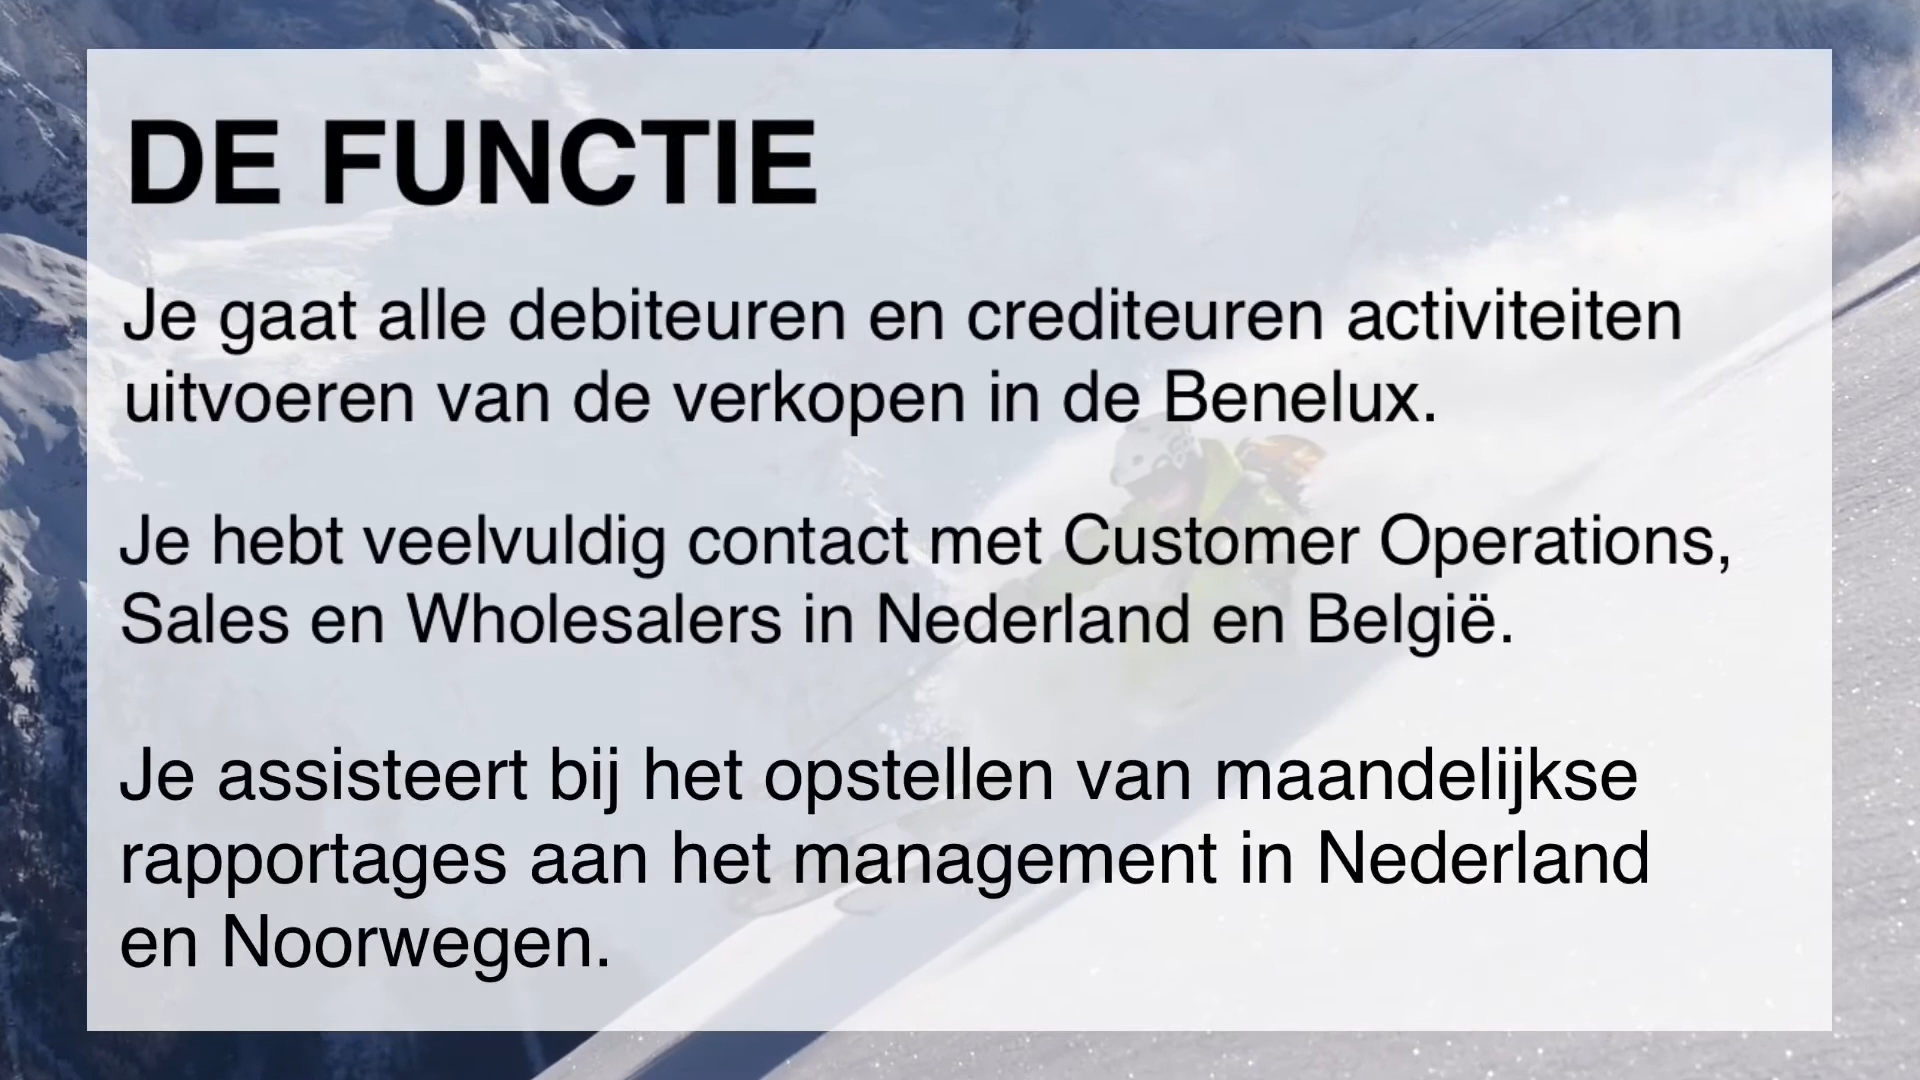 DE FUNCTIE
Je gaat alle debiteuren en crediteuren activiteiten
uitvoeren van de verkopen in de Benelux.
Je hebt veelvuldig contact met Customer Operations,
Sales en Wholesalers in Nederland en België.
Je assisteert bij het opstellen van maandelijkse
rapportages aan het management in Nederland
en Noorwegen.